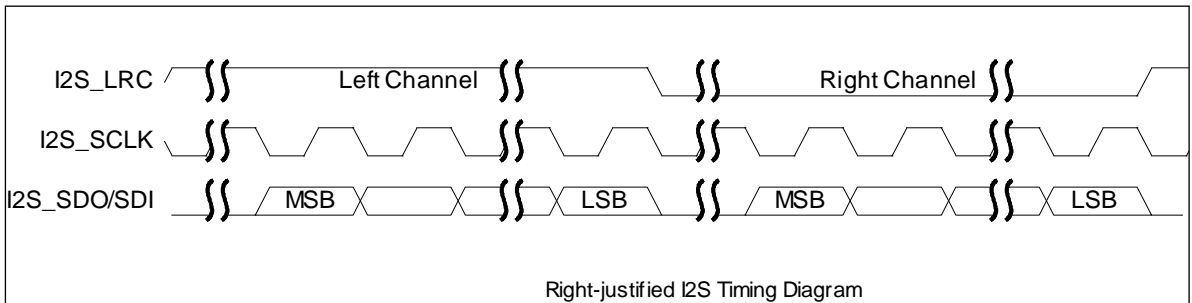 I2S_LRC Left Channel Right Channel
I2S_SCLK
I2S_SDO/SDI MSB LSB MSB LSB
Right-justified I2S Timing Diagram